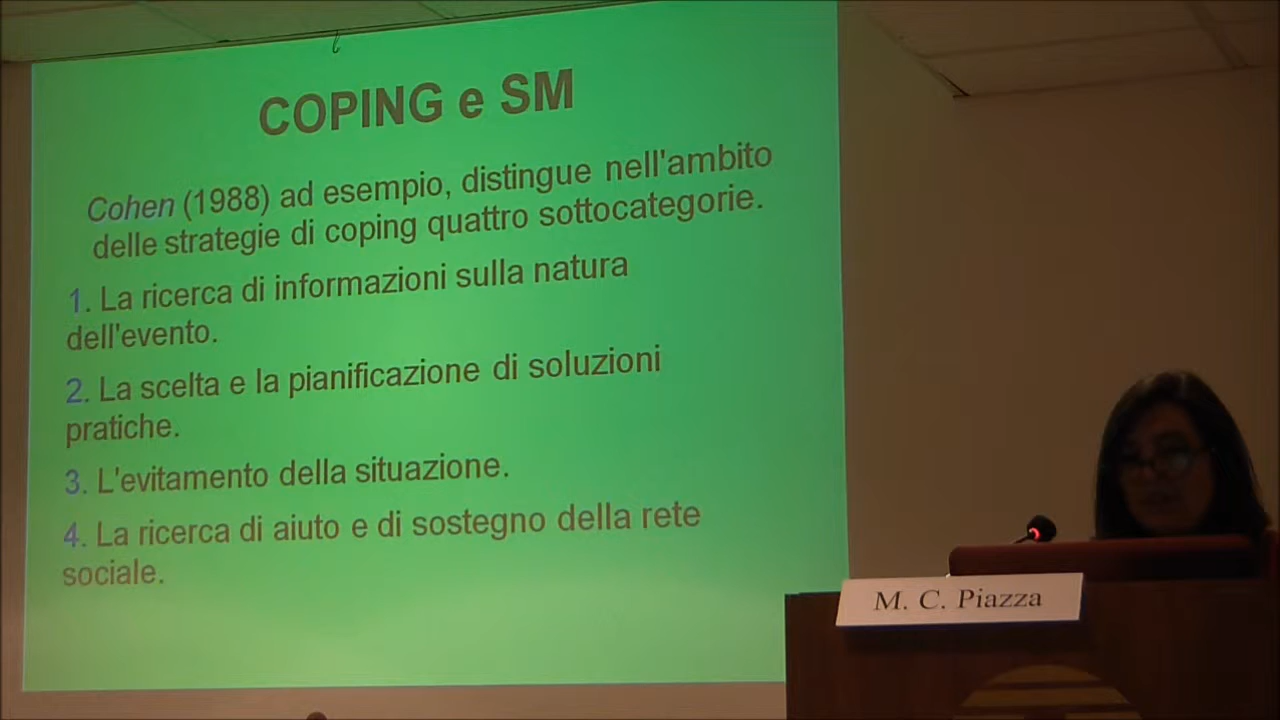 COPING e SM
Cohen (1988) ad esempio, distingue nell'ambito
delle strategie di coping quattro sottocategorie.
1. La ricerca di informazioni sulla natura
dell'evento.
2. La scelta e la pianificazione di soluzioni
pratiche.
3. L'evitamento della situazione.
4. La ricerca di aiuto e di sostegno della rete
sociale.
M. C. Piazza